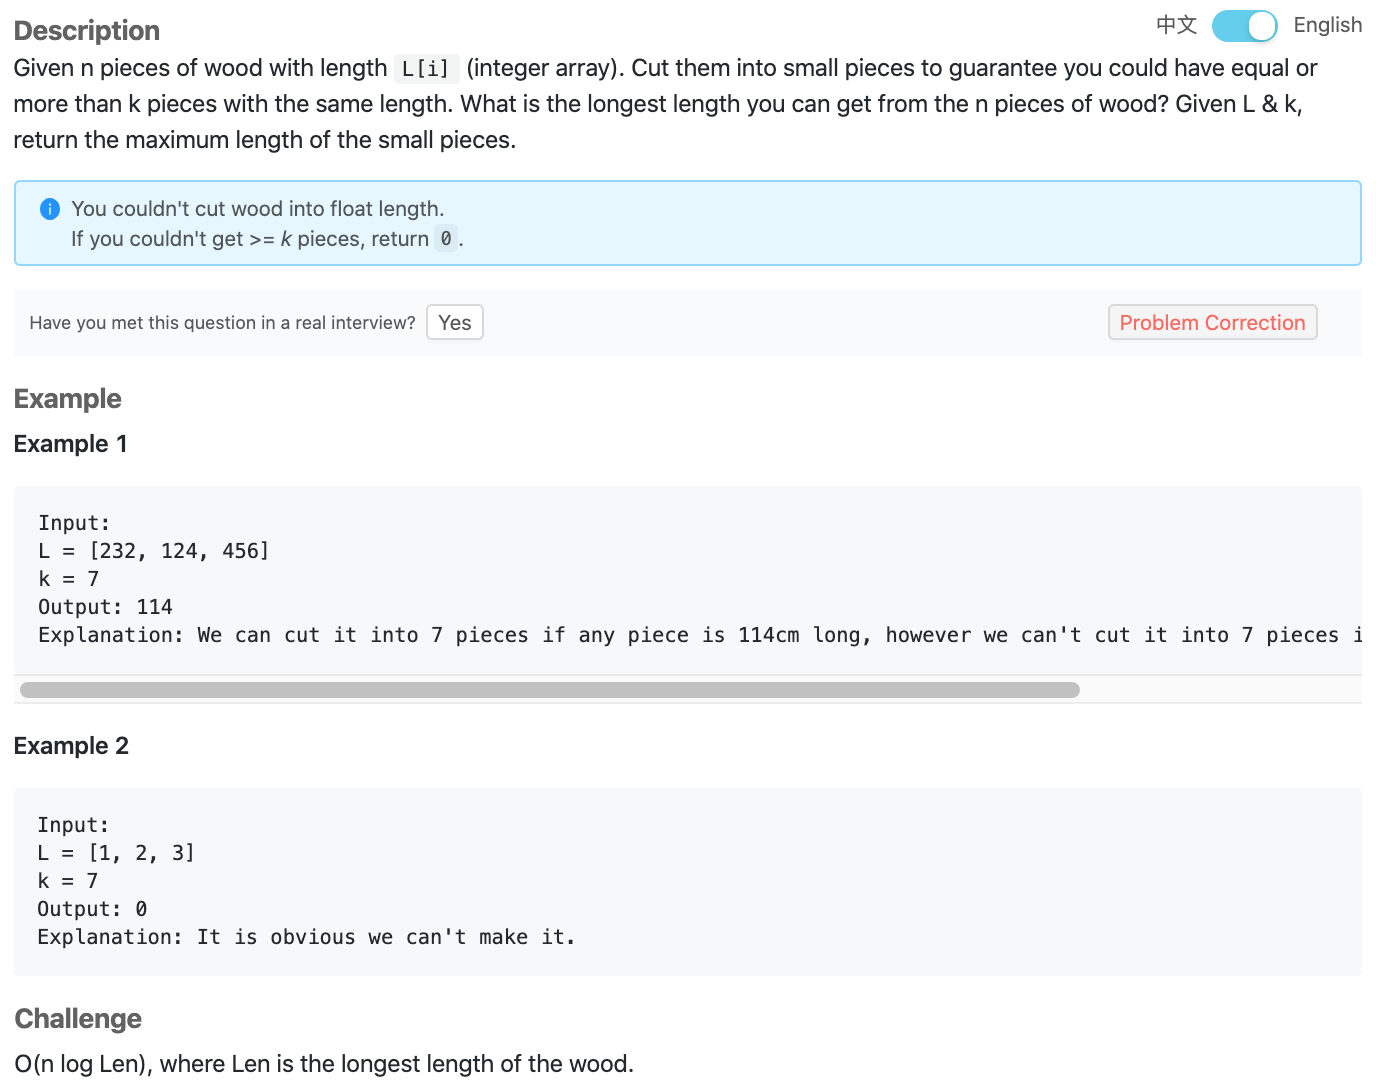 Description
中文 English
Given n pieces of wood with length L[i] (integer array). Cut them into small pieces to guarantee you could have equal or
more than k pieces with the same length. What is the longest length you can get from the n pieces of wood? Given L & k,
return the maximum length of the small pieces.
You couldn't cut wood into float length.
If you couldn't get >= k pieces, return 0.
Have you met this question in a real interview? Yes Problem Correction
Example
Example 1
Input:
L = [232, 124, 456]
k = 7
Output: 114
Explanation: We can cut it into 7 pieces if any piece is 114cm long, however we can't cut it into 7 pieces i
Example 2
Input:
L = [1, 2, 3]
k = 7
Output: 0
Explanation: It is obvious we can't make it.
Challenge
O(n log Len), where Len is the longest length of the wood.